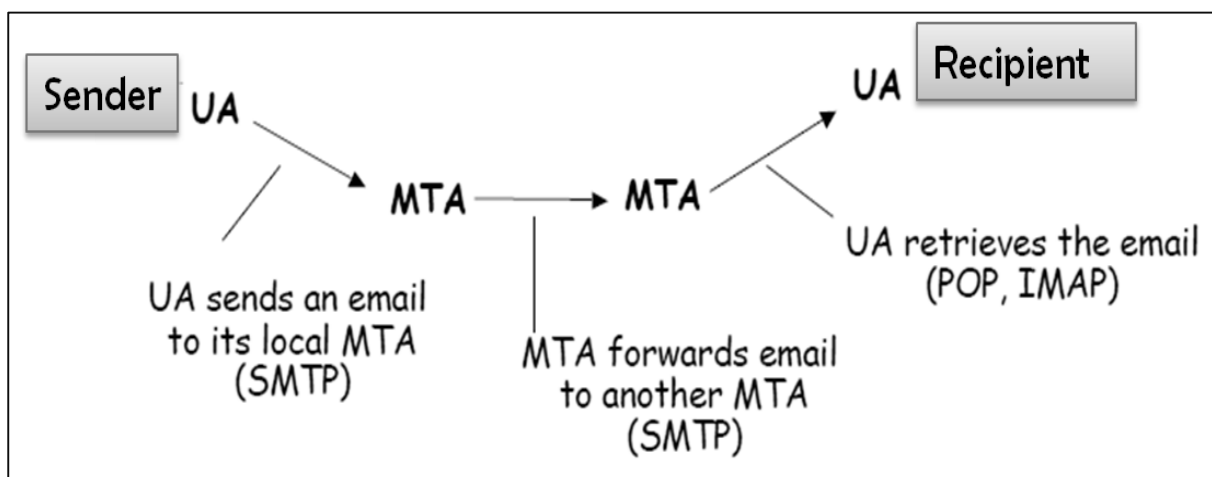 Sender
UA
UA
Recipient
MTA
MTA
UA sends an email
to its local MTA
(SMTP)
MTA forwards email
to another MTA
(SMTP)
UA retrieves the email
(POP, IMAP)